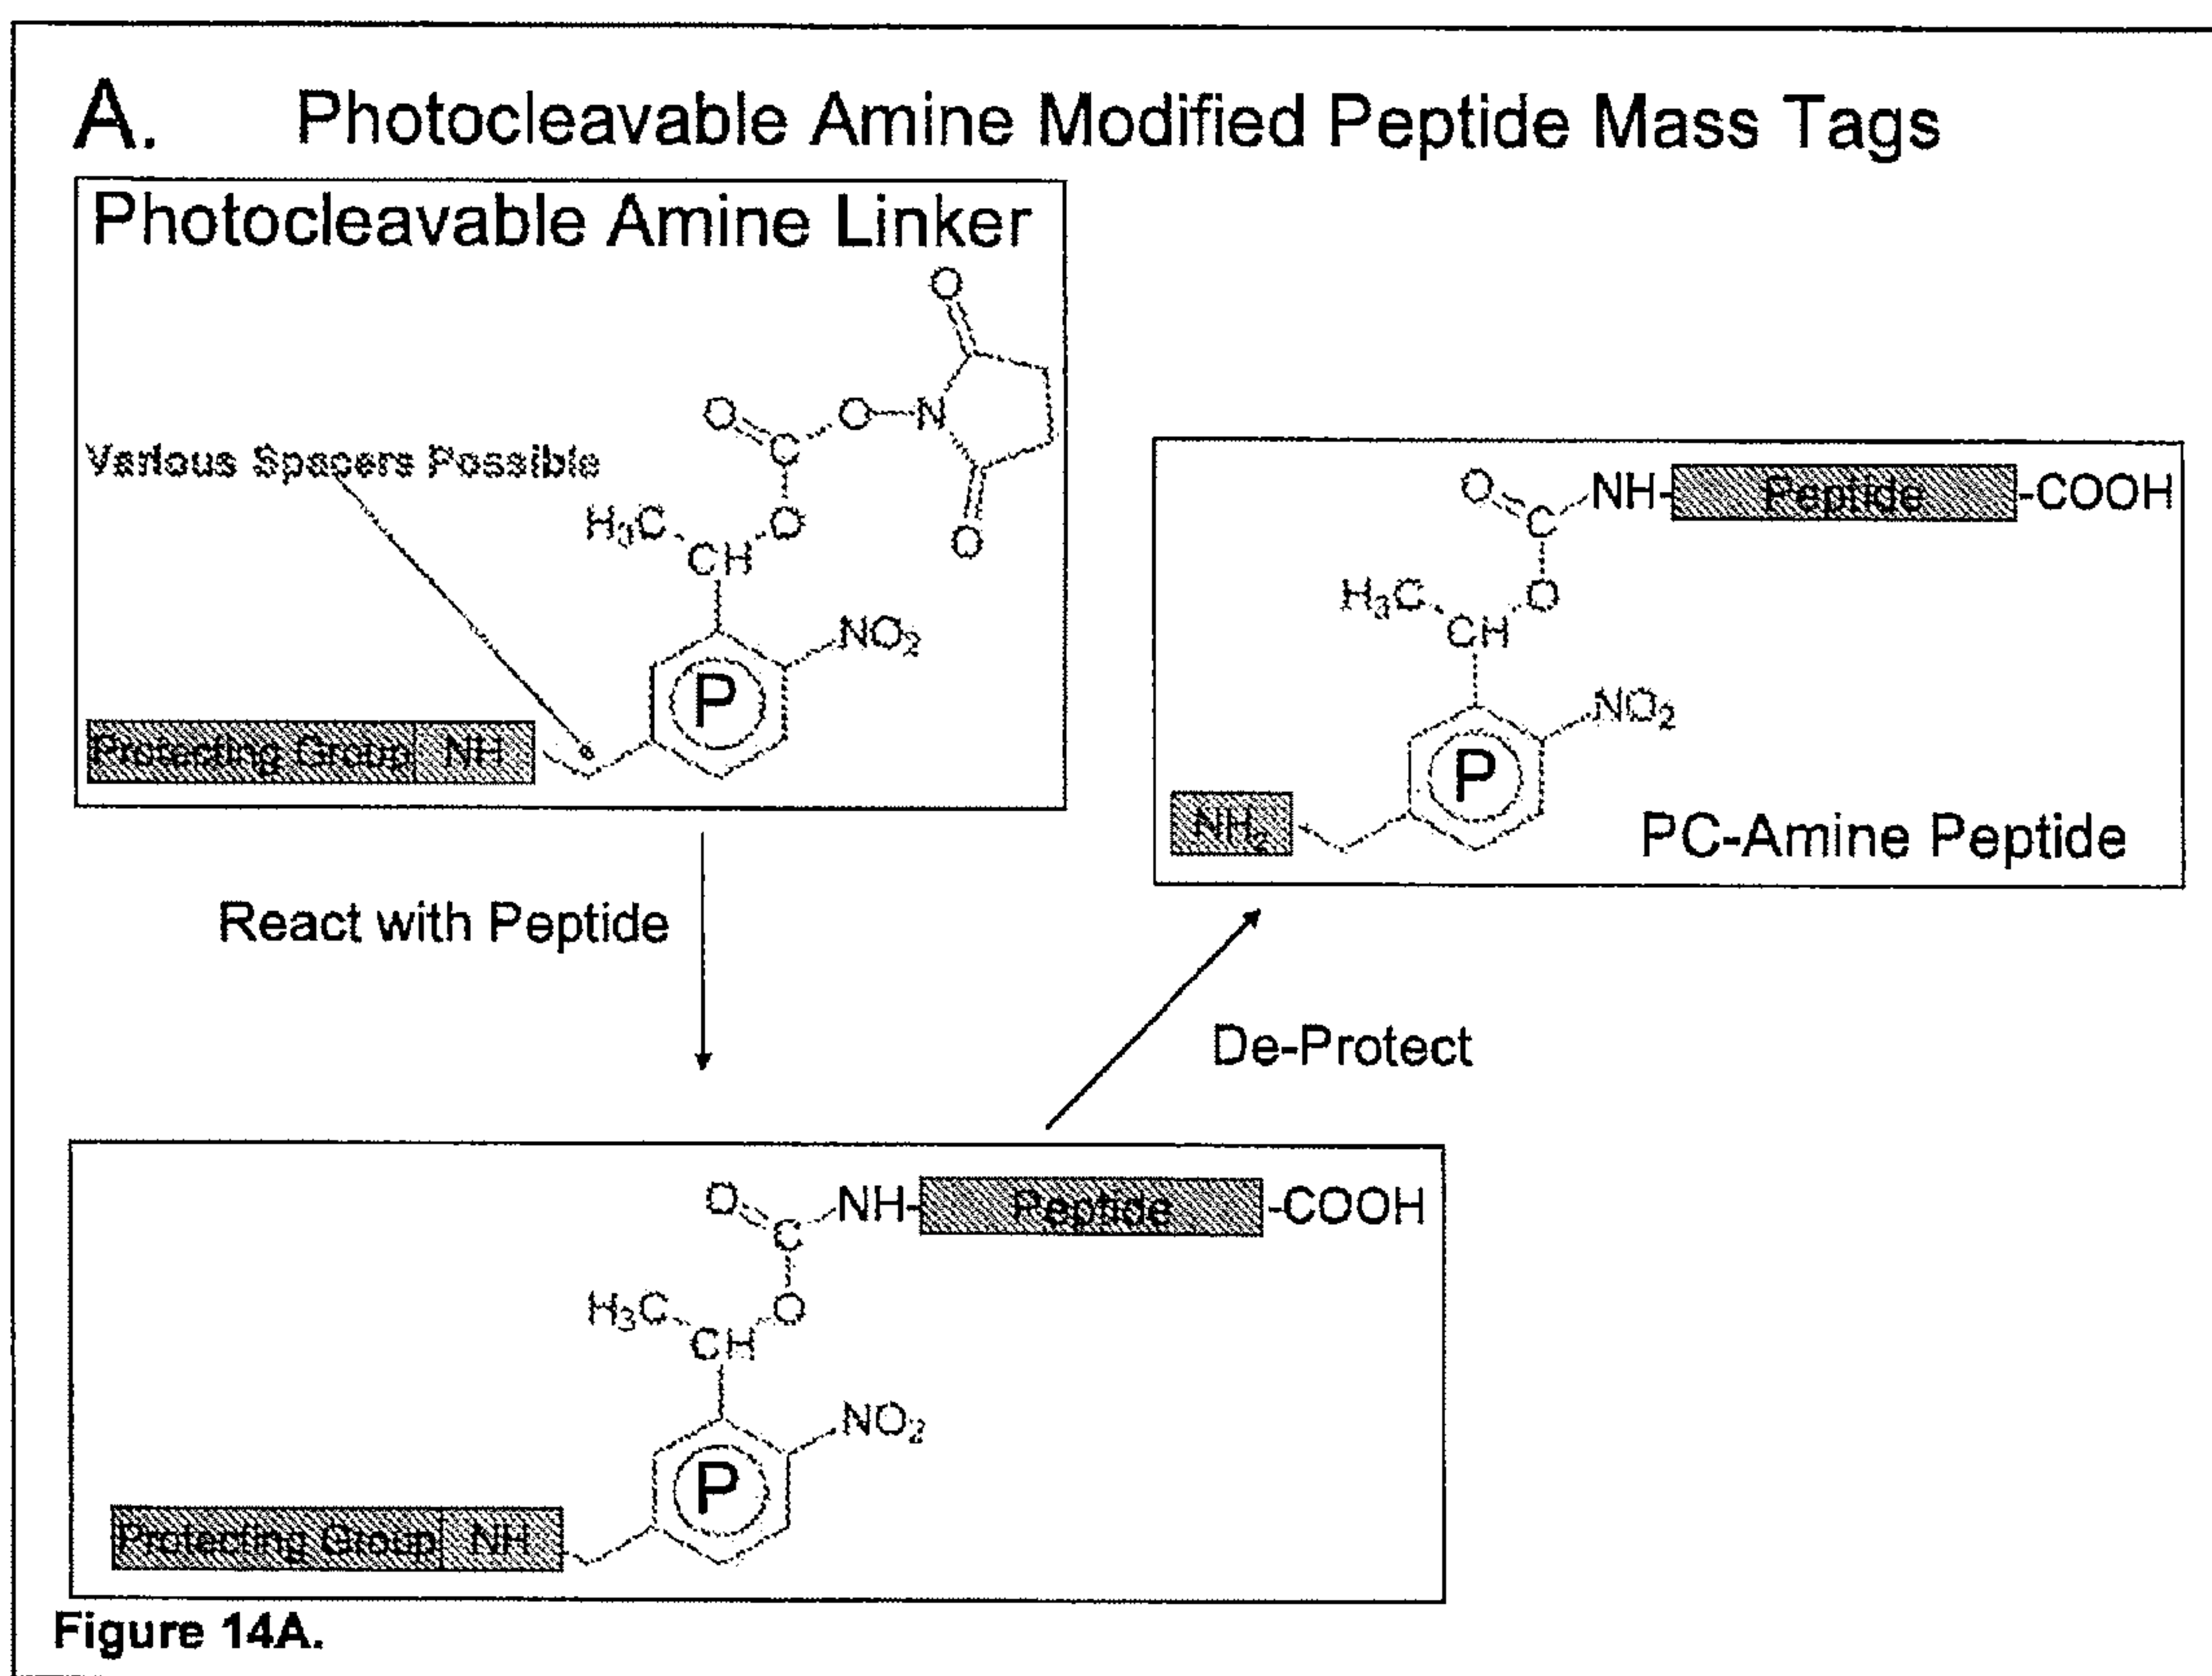 A. Photocleavable Amine Modified Peptide Mass Tags
Photocleavable Amine Linker
O
O
O—N
C
Various Spacers Possible
H₃C
O
O
CH
NO₂
P
Protecting Group NH
React with Peptide
O
NH-Peptide-COOH
C
H₃C
O
CH
NO₂
P
NH₂
PC-Amine Peptide
De-Protect
O
NH-Peptide-COOH
C
H₃C
O
CH
NO₂
P
Protecting Group NH
Figure 14A.